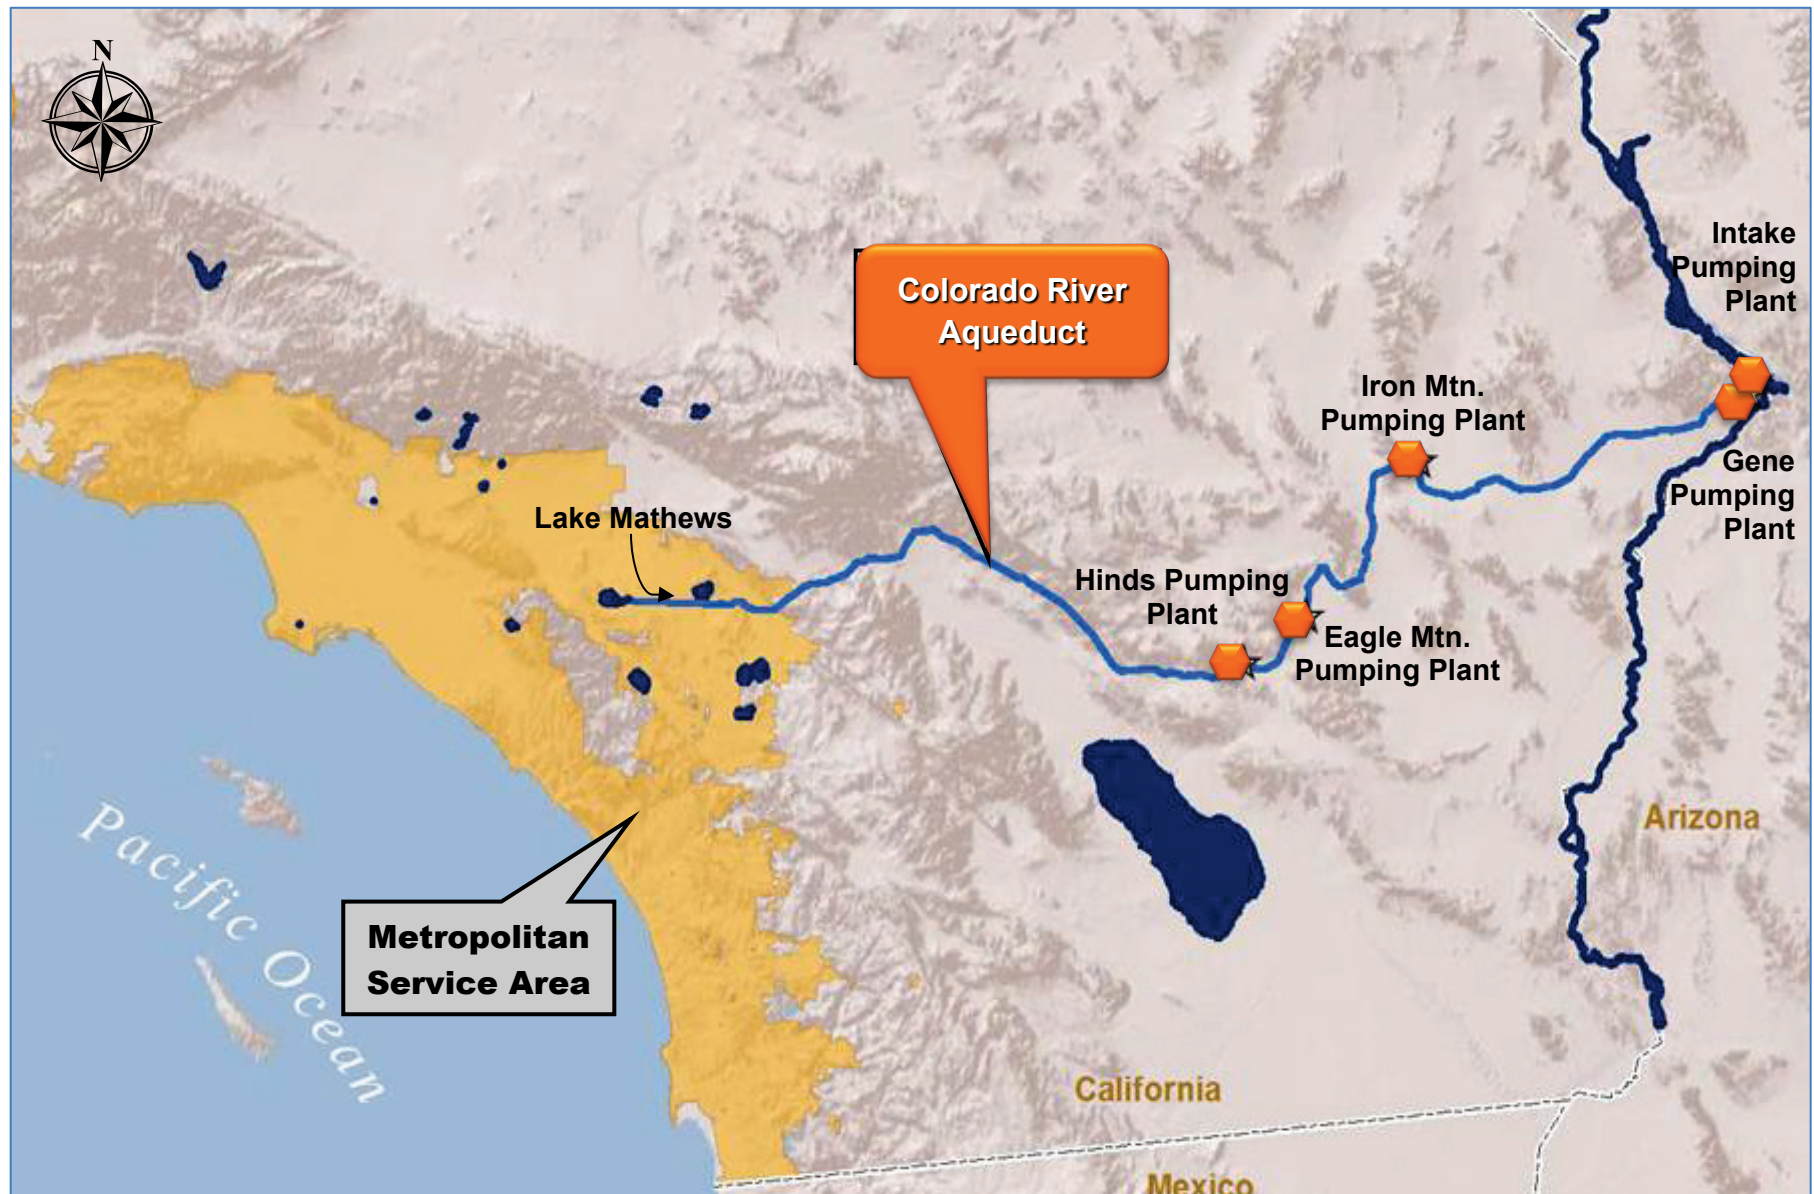 N
Intake
Pumping
Plant
Colorado River
Aqueduct
Iron Mtn.
Pumping Plant
Gene
Pumping
Plant
Lake Mathews
Hinds Pumping
Plant
Eagle Mtn.
Pumping Plant
Arizona
Pacific Ocean
Metropolitan
Service Area
California
Mexico